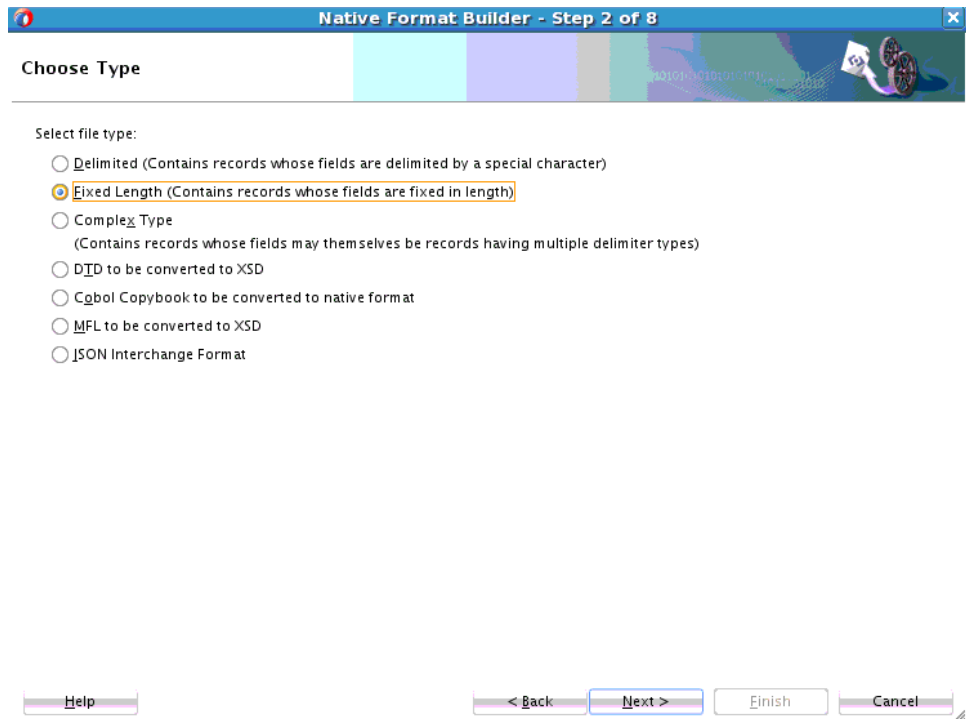 Native Format Builder - Step 2 of 8
Choose Type
Select file type:
Delimited (Contains records whose fields are delimited by a special character)
Fixed Length (Contains records whose fields are fixed in length)
Complex Type
(Contains records whose fields may themselves be records having multiple delimiter types)
DTD to be converted to XSD
Cobol Copybook to be converted to native format
MFL to be converted to XSD
JSON Interchange Format
Help < Back Next > Finish Cancel